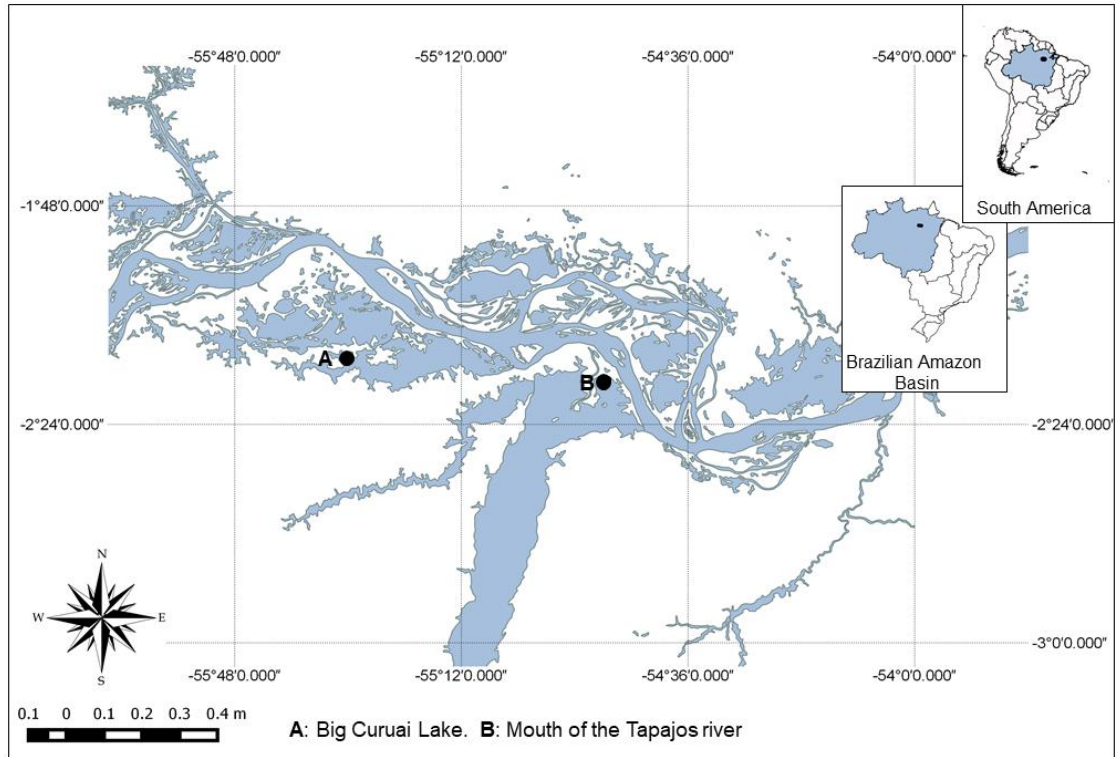 -55°48'0.000" -55°12'0.000" -54°36'0.000" -54°0'0.000"
South America
-1°48'0.000"
Brazilian Amazon
Basin
A
B
-2°24'0.000" -2°24'0.000"
N
W E
S
-3°0'0.000"
-55°48'0.000" -55°12'0.000" -54°36'0.000" -54°0'0.000"
0.1 0 0.1 0.2 0.3 0.4 m
A: Big Curuai Lake. B: Mouth of the Tapajos river